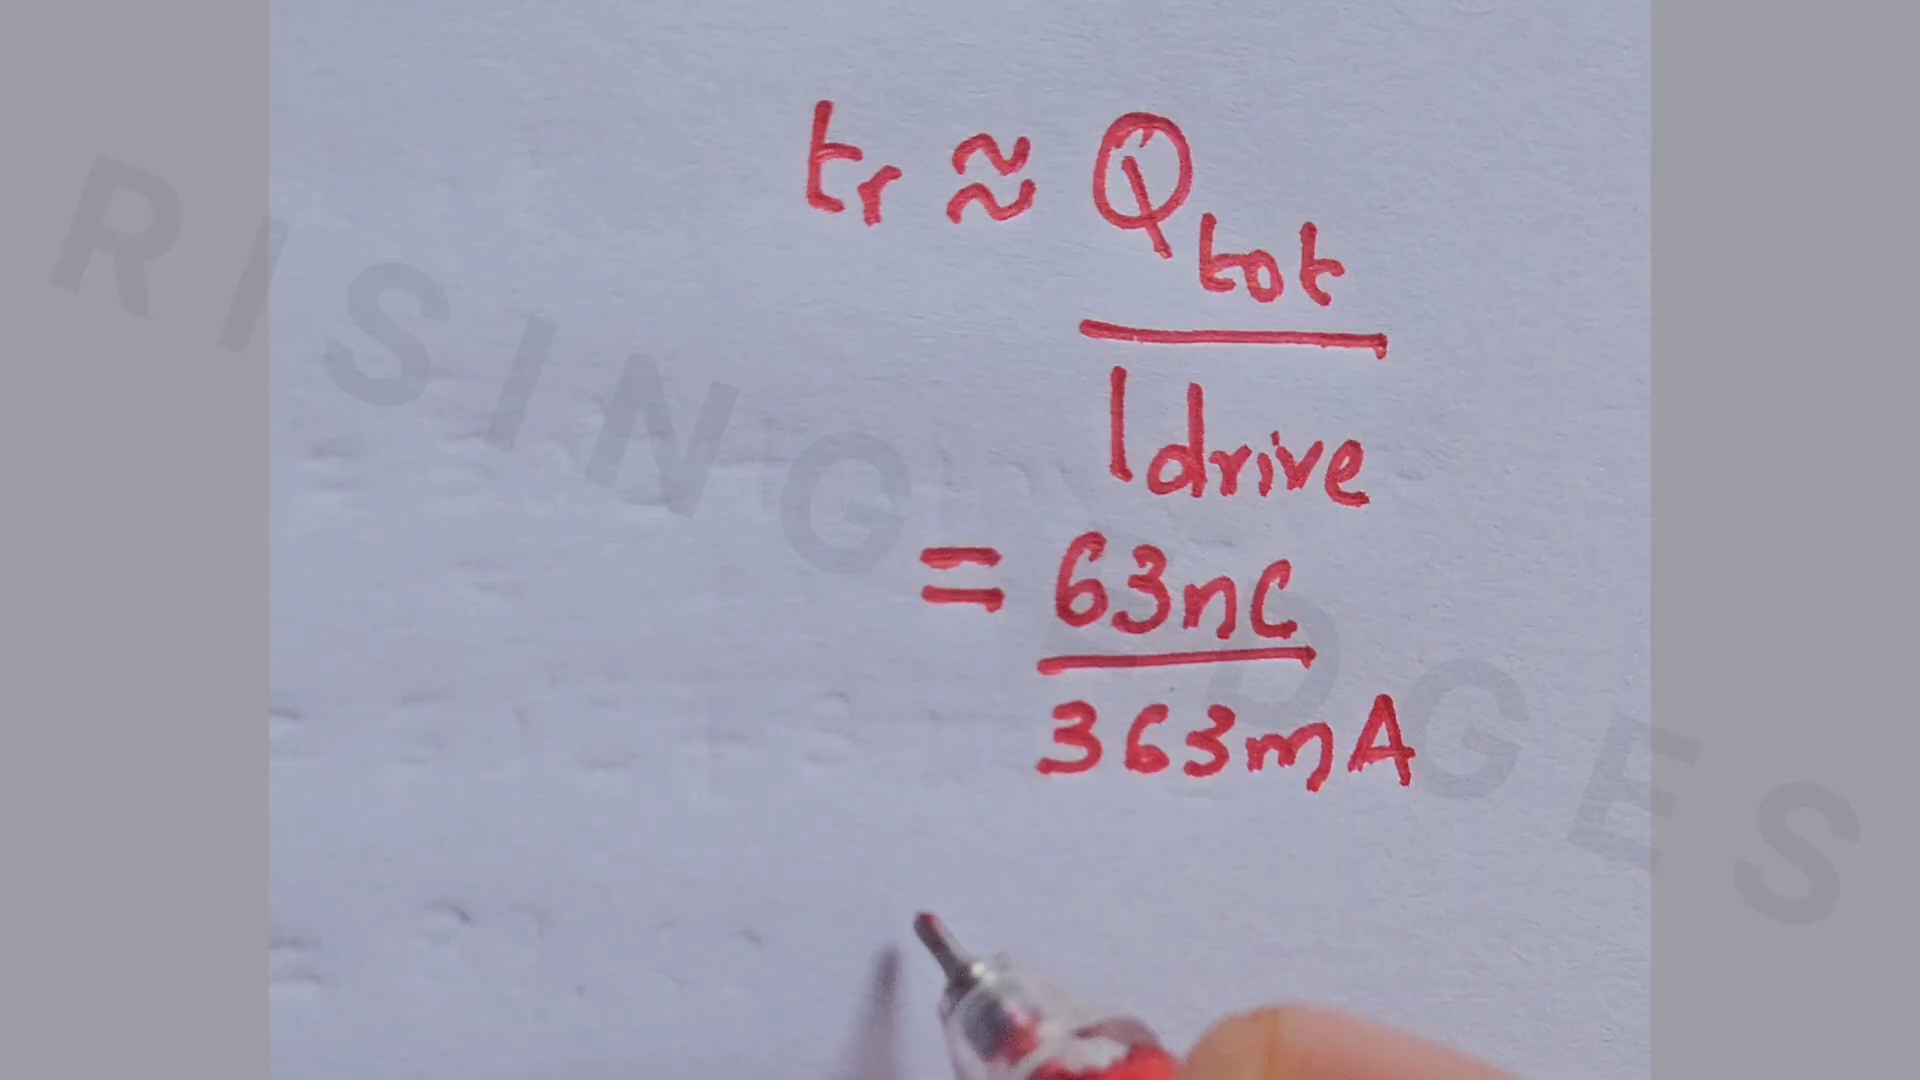 tr ≈ Qtot
Idrive
= 63nC
363mA
RISING EDGES